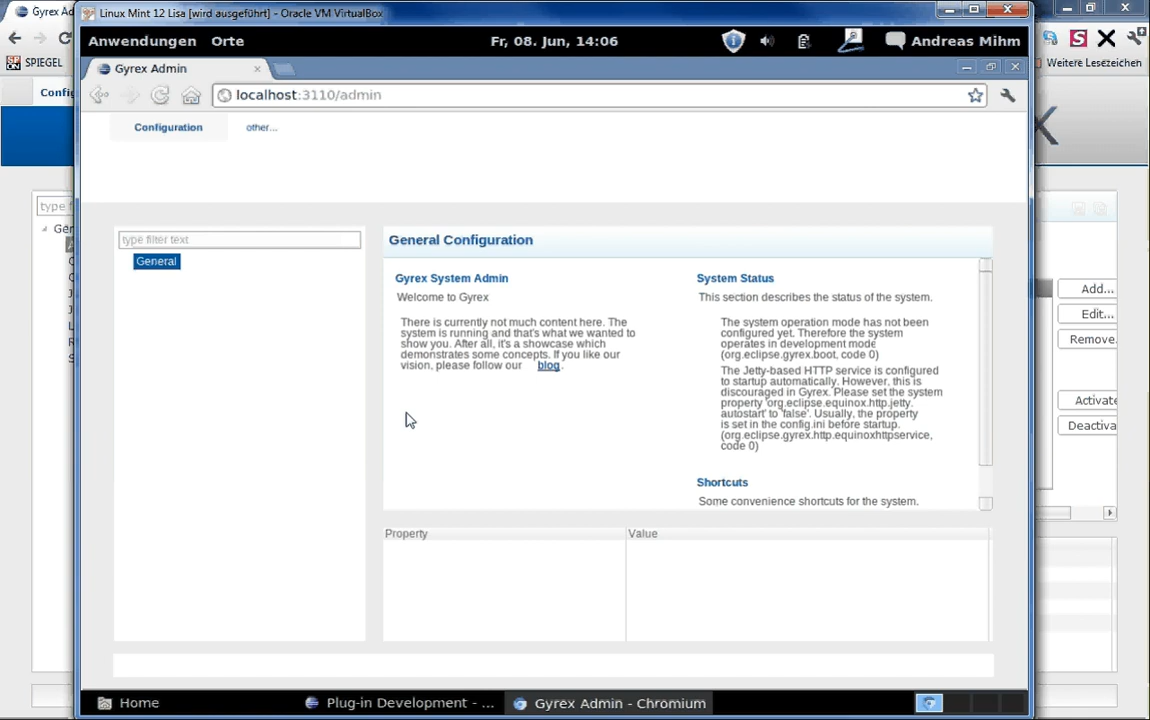 Gyrex Ad
Linux Mint 12 Lisa [wird ausgeführt] - Oracle VM VirtualBox
SPIEGEL
Weitere Lesezeichen
Config
Anwendungen Orte
Fr, 08. Jun, 14:06
Andreas Mihm
Gyrex Admin
localhost:3110/admin
Configuration
other...
type f
Ge
type filter text
General
General Configuration
Gyrex System Admin
Welcome to Gyrex
There is currently not much content here. The
system is running and that's what we wanted to
show you. After all, it's a showcase which
demonstrates some concepts. If you like our
vision, please follow our blog.
System Status
This section describes the status of the system.
The system operation mode has not been
configured yet. Therefore the system
operates in development mode
(org.eclipse.gyrex.boot, code 0)
The Jetty-based HTTP service is configured
to startup automatically. However, this is
discouraged in Gyrex. Please set the system
property 'org.eclipse.equinox.http.jetty.
autostart' to 'false'. Usually, the property
is set in the config.ini before startup.
(org.eclipse.gyrex.http.equinoxhttpservice,
code 0)
Shortcuts
Some convenience shortcuts for the system.
Property
Value
Add...
Edit...
Remove.
Activate
Deactiva
Home
Plug-in Development - ...
Gyrex Admin - Chromium